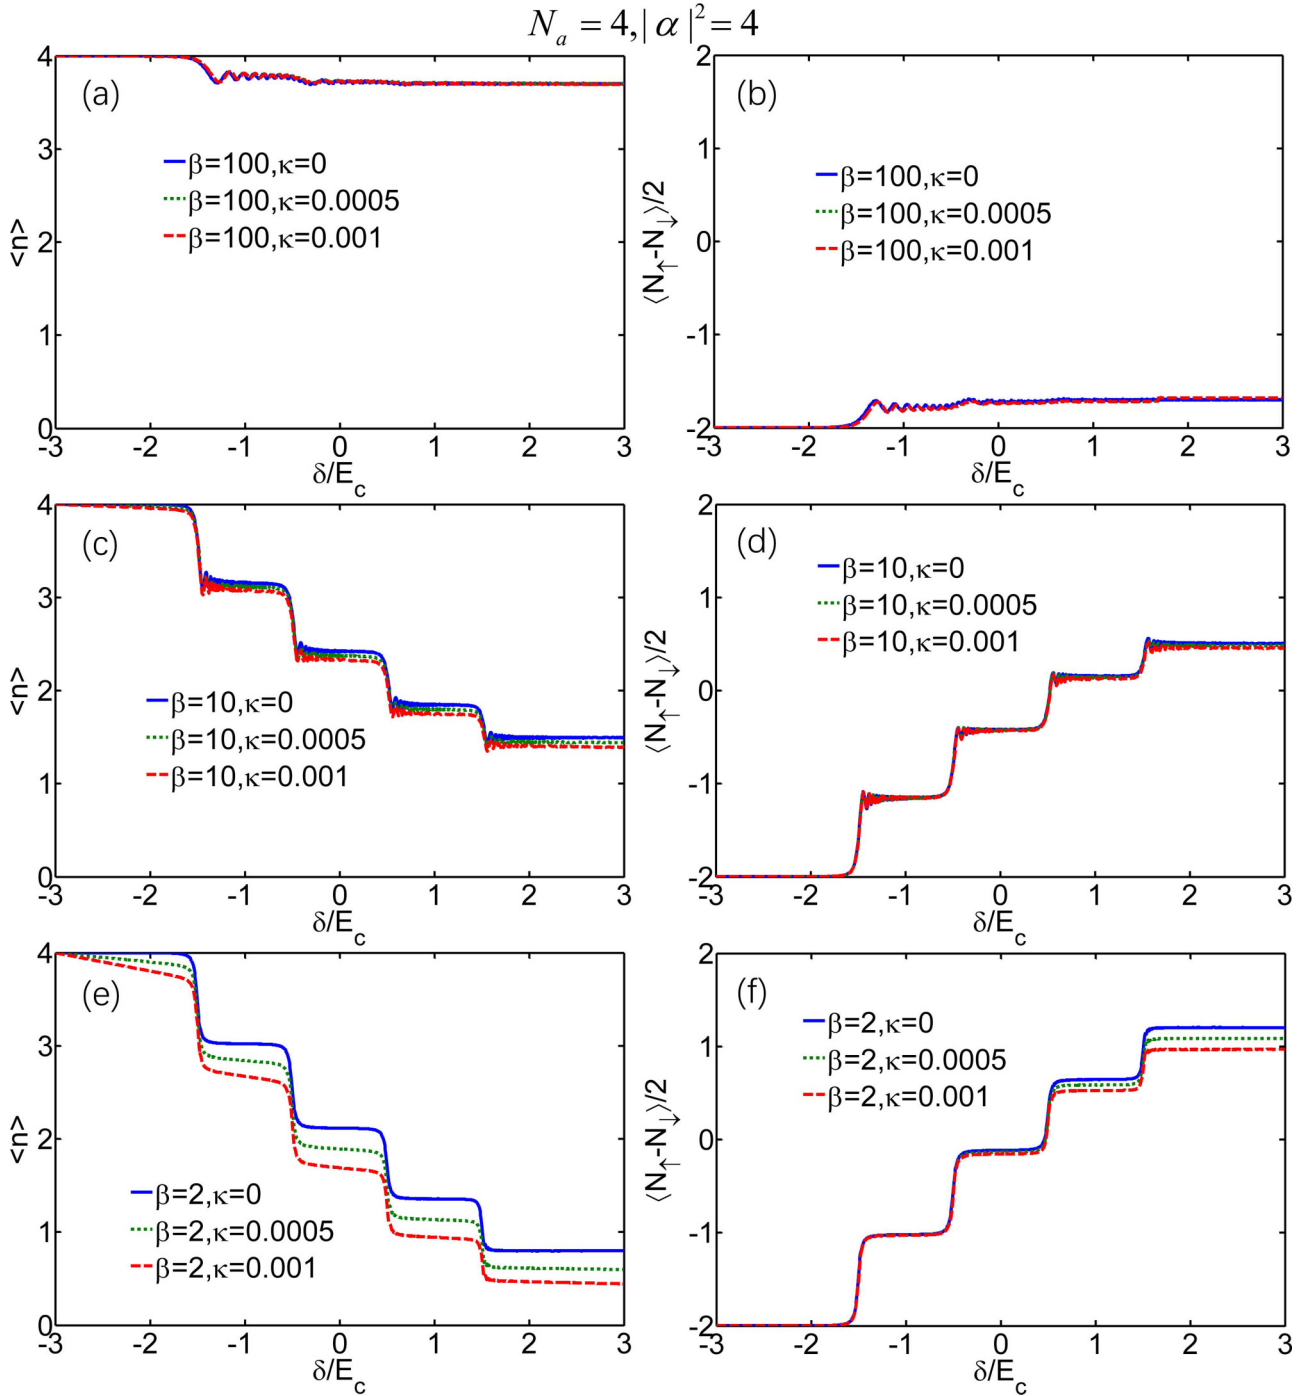 N_a = 4,|α|² = 4
(a)
<n>
4
3
2
1
0
β=100,κ=0
β=100,κ=0.0005
β=100,κ=0.001
-3 -2 -1 0 1 2 3
δ/E_c
(b)
⟨N↑-N↓⟩/2
2
1
0
-1
-2
β=100,κ=0
β=100,κ=0.0005
β=100,κ=0.001
-3 -2 -1 0 1 2 3
δ/E_c
(c)
<n>
4
3
2
1
0
β=10,κ=0
β=10,κ=0.0005
β=10,κ=0.001
-3 -2 -1 0 1 2 3
δ/E_c
(d)
⟨N↑-N↓⟩/2
2
1
0
-1
-2
β=10,κ=0
β=10,κ=0.0005
β=10,κ=0.001
-3 -2 -1 0 1 2 3
δ/E_c
(e)
<n>
4
3
2
1
0
β=2,κ=0
β=2,κ=0.0005
β=2,κ=0.001
-3 -2 -1 0 1 2 3
δ/E_c
(f)
⟨N↑-N↓⟩/2
2
1
0
-1
-2
β=2,κ=0
β=2,κ=0.0005
β=2,κ=0.001
-3 -2 -1 0 1 2 3
δ/E_c